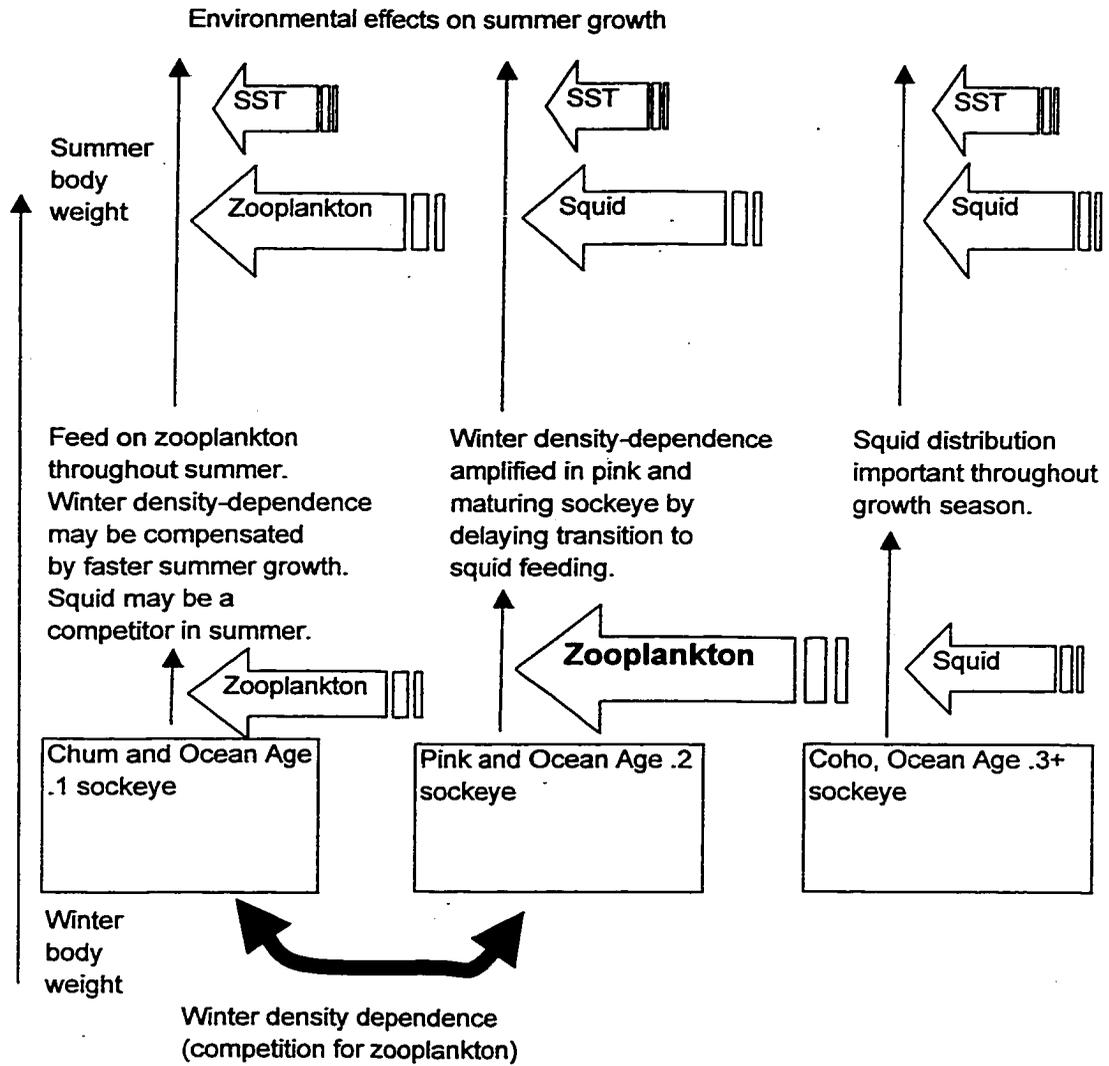 Environmental effects on summer growth
SST
SST
SST
Summer
body
weight
Zooplankton
Squid
Squid
Feed on zooplankton
throughout summer.
Winter density-dependence
may be compensated
by faster summer growth.
Squid may be a
competitor in summer.
Winter density-dependence
amplified in pink and
maturing sockeye by
delaying transition to
squid feeding.
Squid distribution
important throughout
growth season.
Zooplankton
Zooplankton
Squid
Chum and Ocean Age
.1 sockeye
Pink and Ocean Age .2
sockeye
Coho, Ocean Age .3+
sockeye
Winter
body
weight
Winter density dependence
(competition for zooplankton)